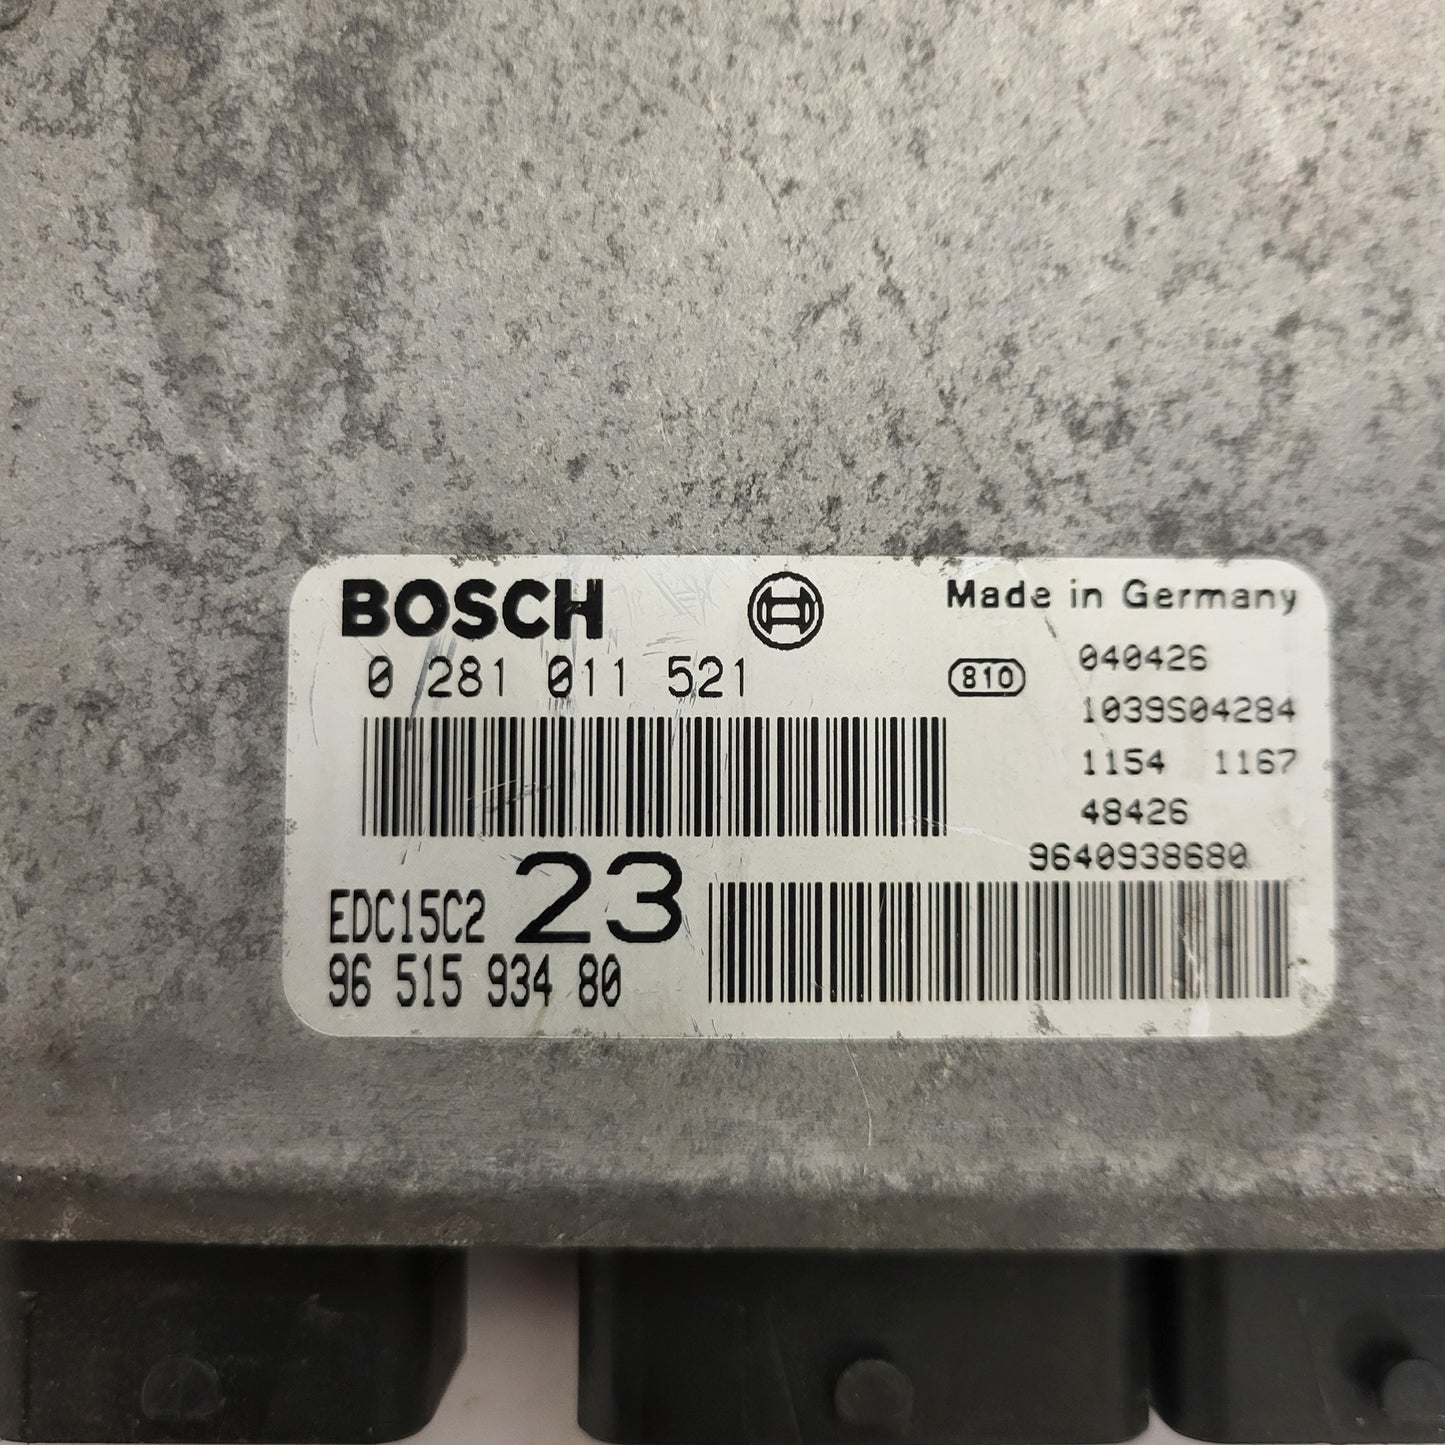 BOSCH
Made in Germany
0 281 011 521
810
040426
1039S04284
1154 1167
48426
9640938680
EDC15C2 23
96 515 934 80